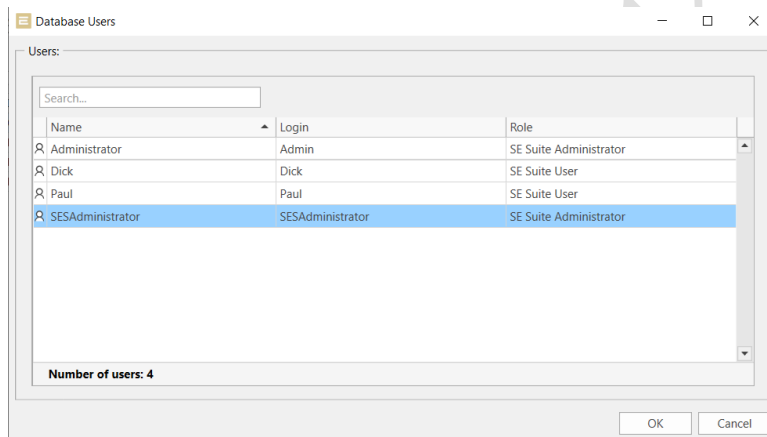 Database Users
Users:
Search...
Name Login Role
Administrator Admin SE Suite Administrator
Dick Dick SE Suite User
Paul Paul SE Suite User
SESAdministrator SESAdministrator SE Suite Administrator
Number of users: 4
OK Cancel